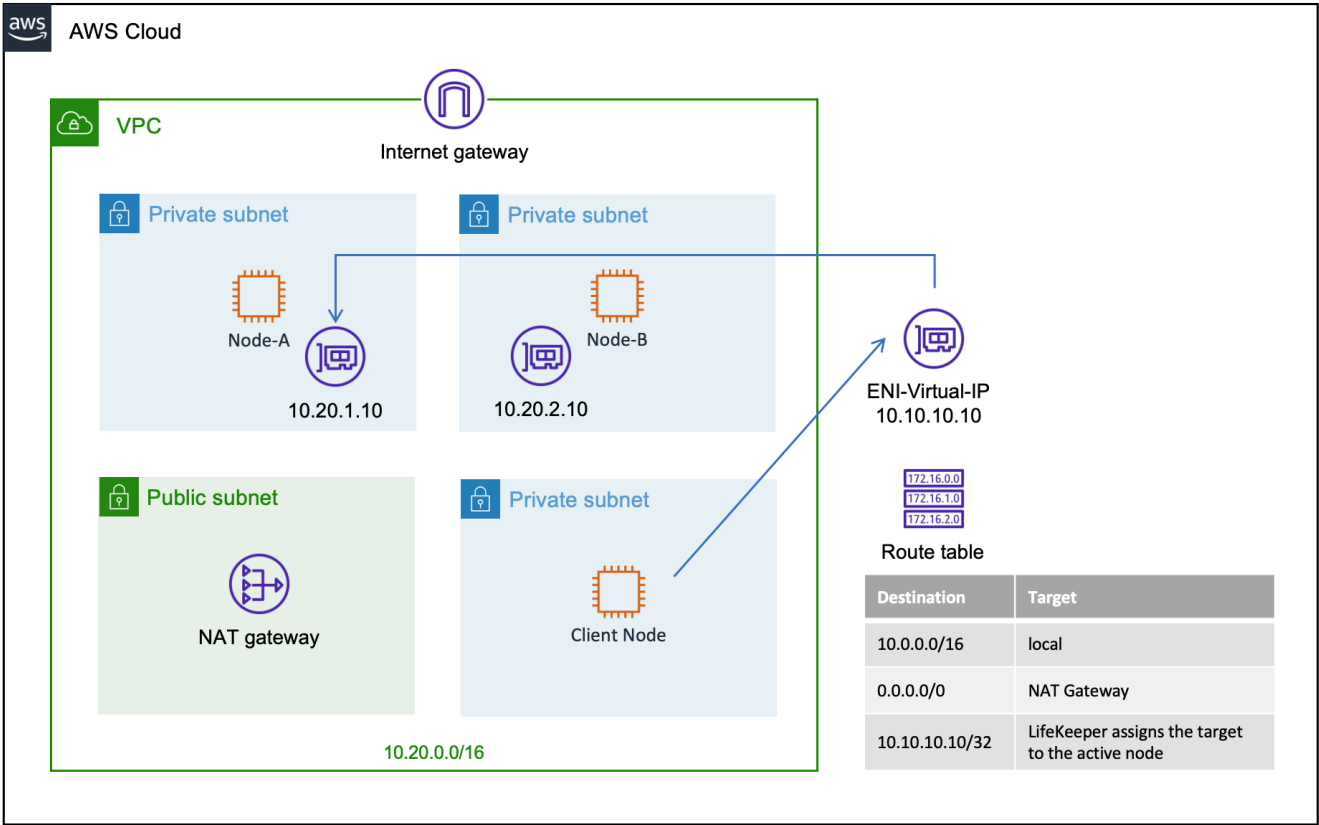 aws
AWS Cloud
VPC
Internet gateway
Private subnet
Private subnet
Node-A
Node-B
10.20.1.10
10.20.2.10
ENI-Virtual-IP
10.10.10.10
Public subnet
Private subnet
NAT gateway
Client Node
10.20.0.0/16
172.16.0.0
172.16.1.0
172.16.2.0
Route table
Destination Target
10.0.0.0/16 local
0.0.0.0/0 NAT Gateway
10.10.10.10/32 LifeKeeper assigns the target
to the active node